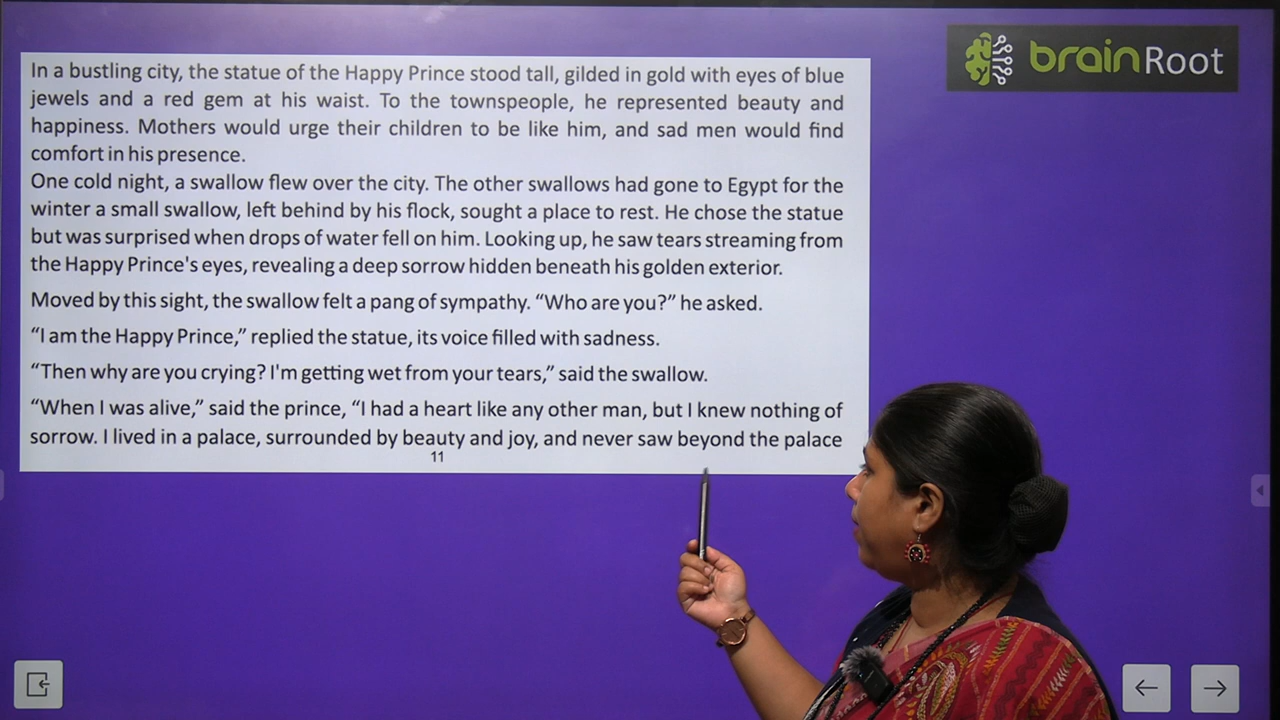 brainRoot
In a bustling city, the statue of the Happy Prince stood tall, gilded in gold with eyes of blue
jewels and a red gem at his waist. To the townspeople, he represented beauty and
happiness. Mothers would urge their children to be like him, and sad men would find
comfort in his presence.
One cold night, a swallow flew over the city. The other swallows had gone to Egypt for the
winter a small swallow, left behind by his flock, sought a place to rest. He chose the statue
but was surprised when drops of water fell on him. Looking up, he saw tears streaming from
the Happy Prince's eyes, revealing a deep sorrow hidden beneath his golden exterior.
Moved by this sight, the swallow felt a pang of sympathy. “Who are you?” he asked.
“I am the Happy Prince,” replied the statue, its voice filled with sadness.
“Then why are you crying? I'm getting wet from your tears,” said the swallow.
“When I was alive,” said the prince, “I had a heart like any other man, but I knew nothing of
sorrow. I lived in a palace, surrounded by beauty and joy, and never saw beyond the palace
11